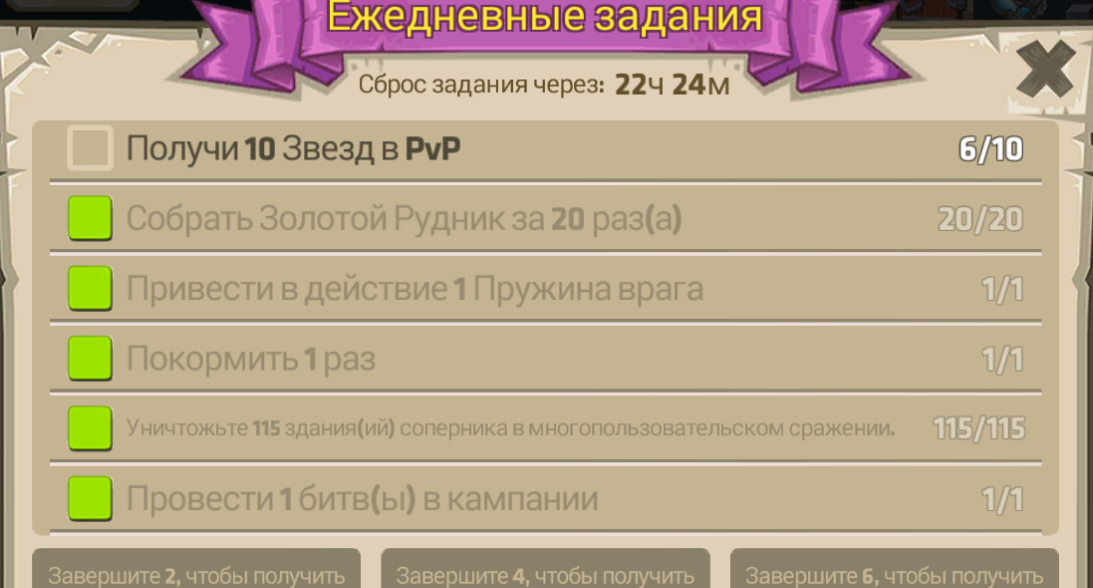 Ежедневные задания
Сброс задания через: 22ч 24м
Получи 10 Звезд в PvP 6/10
Собрать Золотой Рудник за 20 раз(а) 20/20
Привести в действие 1 Пружина врага 1/1
Покормить 1 раз 1/1
Уничтожьте 115 здания(ий) соперника в многопользовательском сражении. 115/115
Провести 1 битв(ы) в кампании 1/1
Завершите 2, чтобы получить Завершите 4, чтобы получить Завершите 6, чтобы получить